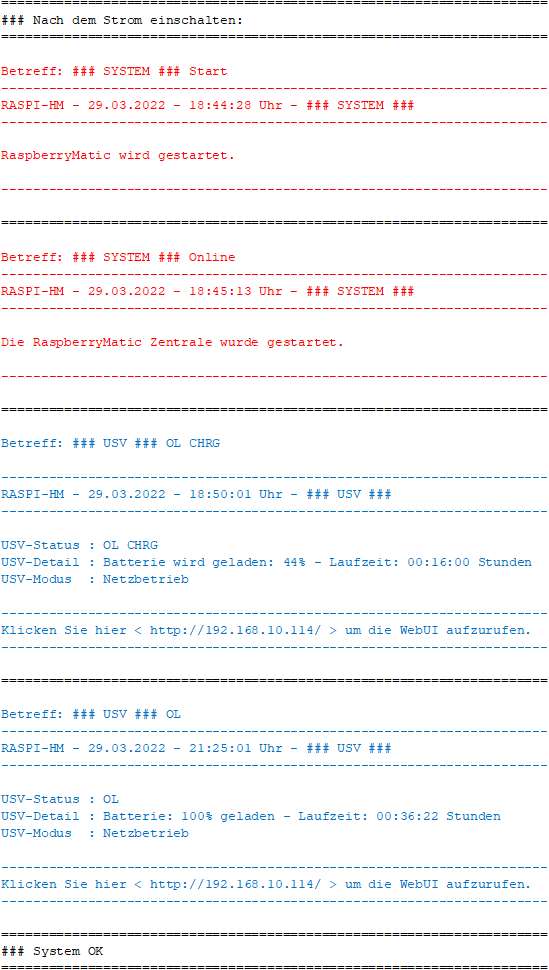 ======================================================================
### Nach dem Strom einschalten:
======================================================================
Betreff: ### SYSTEM ### Start
----------------------------------------------------------------------
RASPI-HM - 29.03.2022 - 18:44:28 Uhr - ### SYSTEM ###
----------------------------------------------------------------------
RaspberryMatic wird gestartet.
----------------------------------------------------------------------
======================================================================
Betreff: ### SYSTEM ### Online
----------------------------------------------------------------------
RASPI-HM - 29.03.2022 - 18:45:13 Uhr - ### SYSTEM ###
----------------------------------------------------------------------
Die RaspberryMatic Zentrale wurde gestartet.
----------------------------------------------------------------------
======================================================================
Betreff: ### USV ### OL CHRG
----------------------------------------------------------------------
RASPI-HM - 29.03.2022 - 18:50:01 Uhr - ### USV ###
----------------------------------------------------------------------
USV-Status : OL CHRG
USV-Detail : Batterie wird geladen: 44% - Laufzeit: 00:16:00 Stunden
USV-Modus  : Netzbetrieb
----------------------------------------------------------------------
Klicken Sie hier < http://192.168.10.114/ > um die WebUI aufzurufen.
----------------------------------------------------------------------
======================================================================
Betreff: ### USV ### OL
----------------------------------------------------------------------
RASPI-HM - 29.03.2022 - 21:25:01 Uhr - ### USV ###
----------------------------------------------------------------------
USV-Status : OL
USV-Detail : Batterie: 100% geladen - Laufzeit: 00:36:22 Stunden
USV-Modus  : Netzbetrieb
----------------------------------------------------------------------
Klicken Sie hier < http://192.168.10.114/ > um die WebUI aufzurufen.
----------------------------------------------------------------------
======================================================================
### System OK
======================================================================